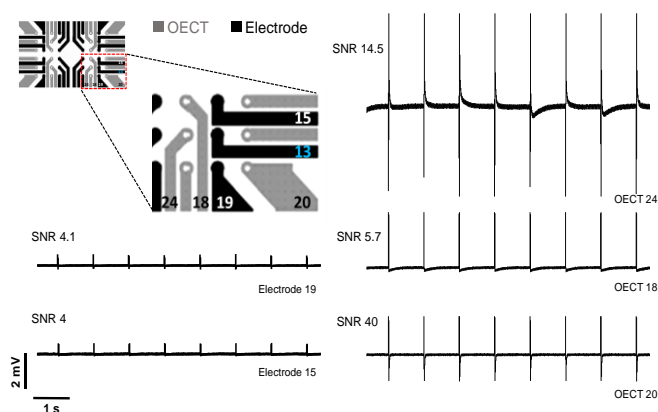 OECT Electrode
SNR 14.5
15
13
24 18 19 20
OECT 24
SNR 4.1
SNR 5.7
Electrode 19
OECT 18
SNR 4
SNR 40
Electrode 15
2 mV
OECT 20
1 s